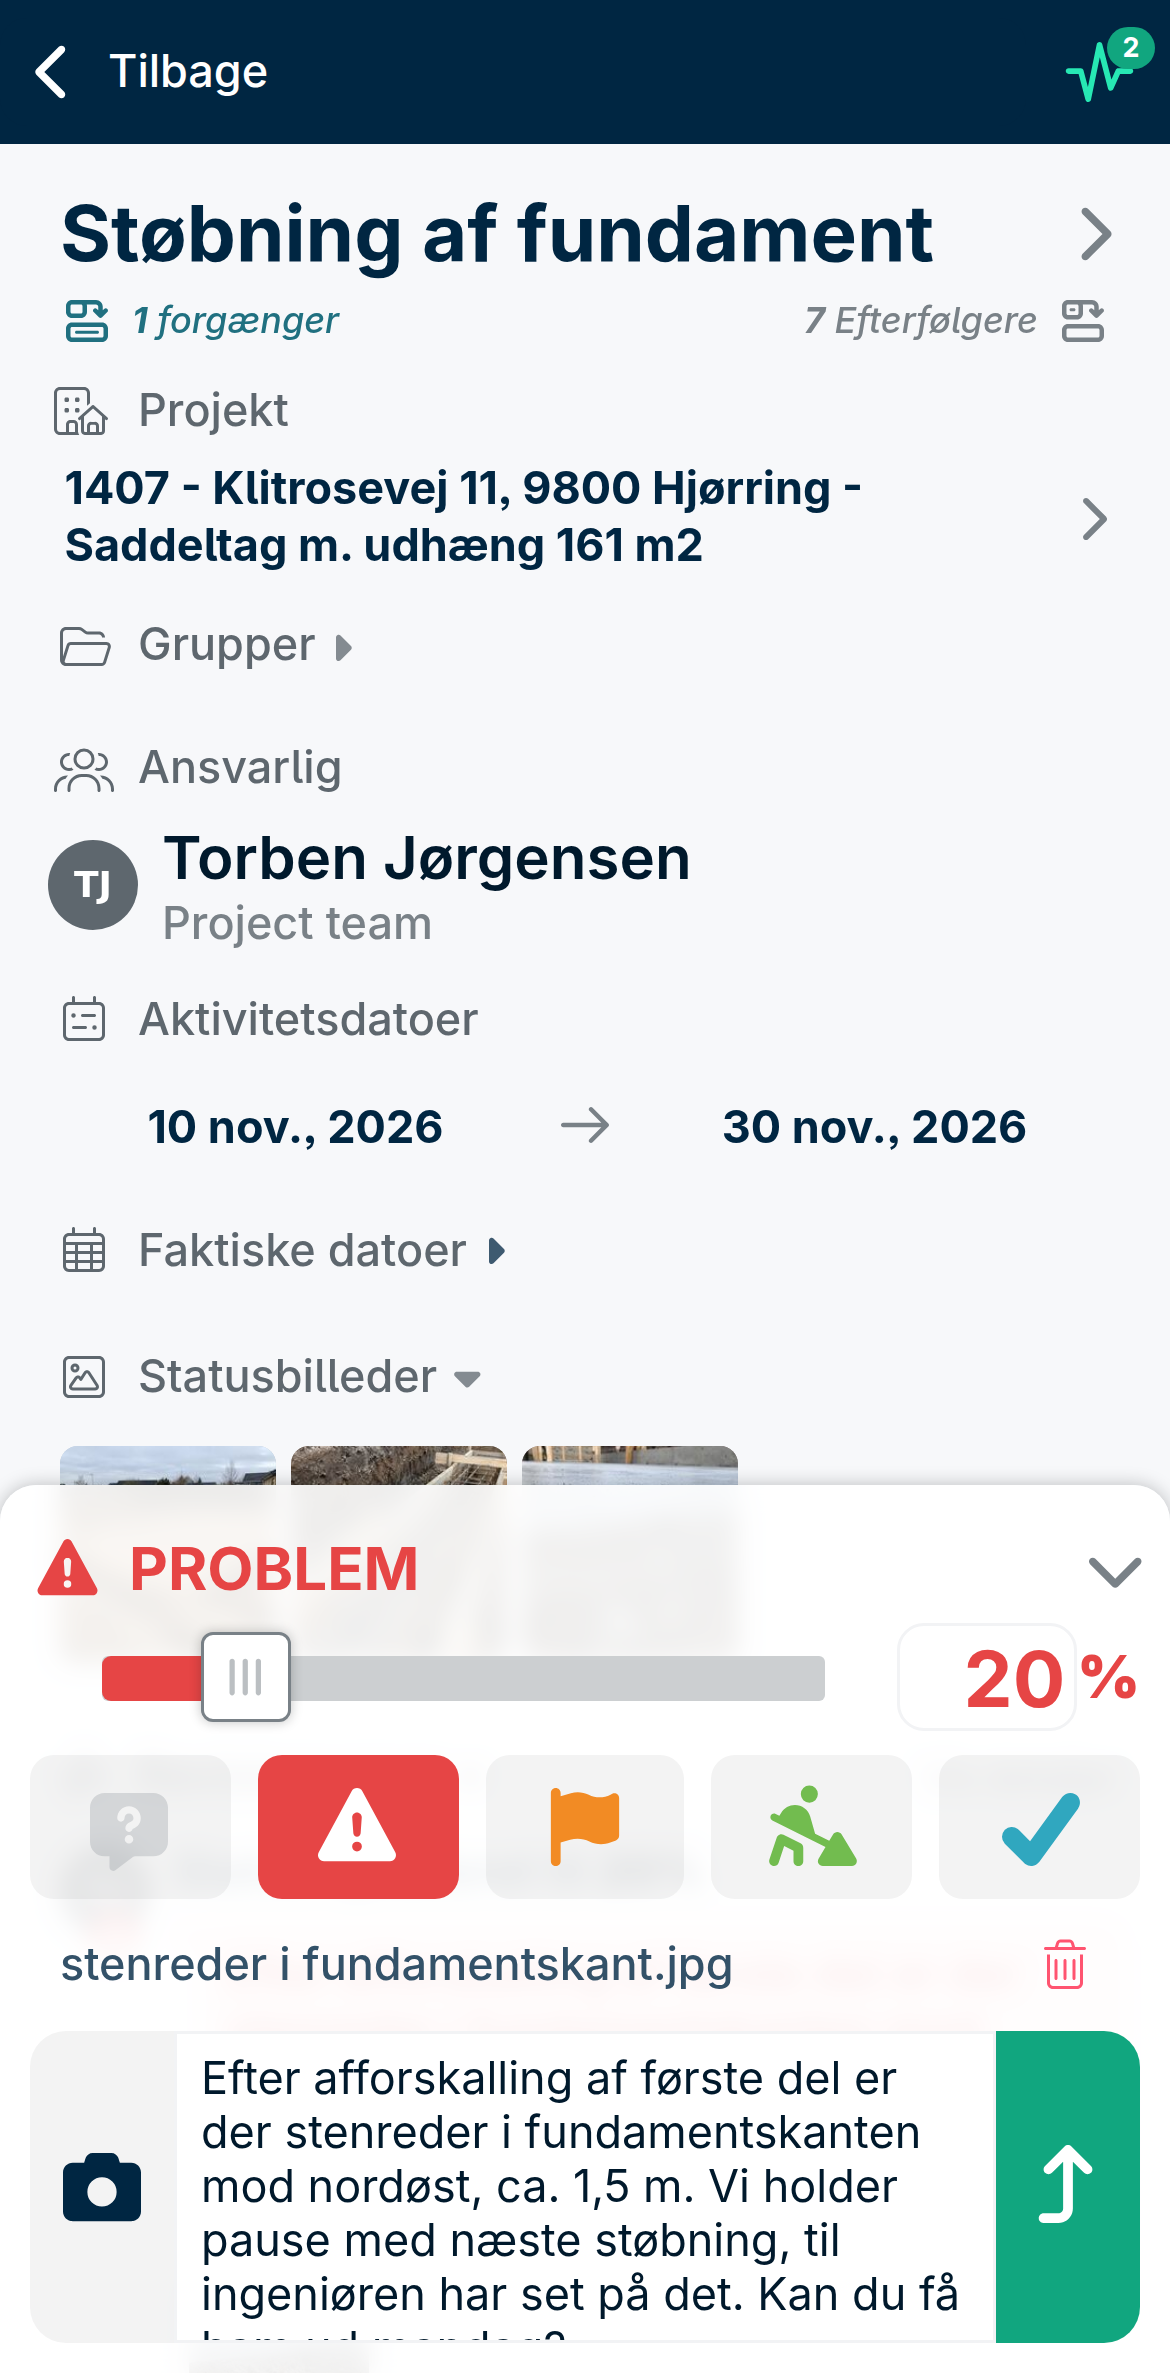 Tilbage
2
Støbning af fundament
1 forgænger
7 Efterfølgere
Projekt
1407 - Klitrosevej 11, 9800 Hjørring -
Saddeltag m. udhæng 161 m2
Grupper
Ansvarlig
TJ
Torben Jørgensen
Project team
Aktivitetsdatoer
10 nov., 2026
30 nov., 2026
Faktiske datoer
Statusbilleder
PROBLEM
20 %
stenreder i fundamentskant.jpg
Efter afforskalling af første del er
der stenreder i fundamentskanten
mod nordøst, ca. 1,5 m. Vi holder
pause med næste støbning, til
ingeniøren har set på det. Kan du få